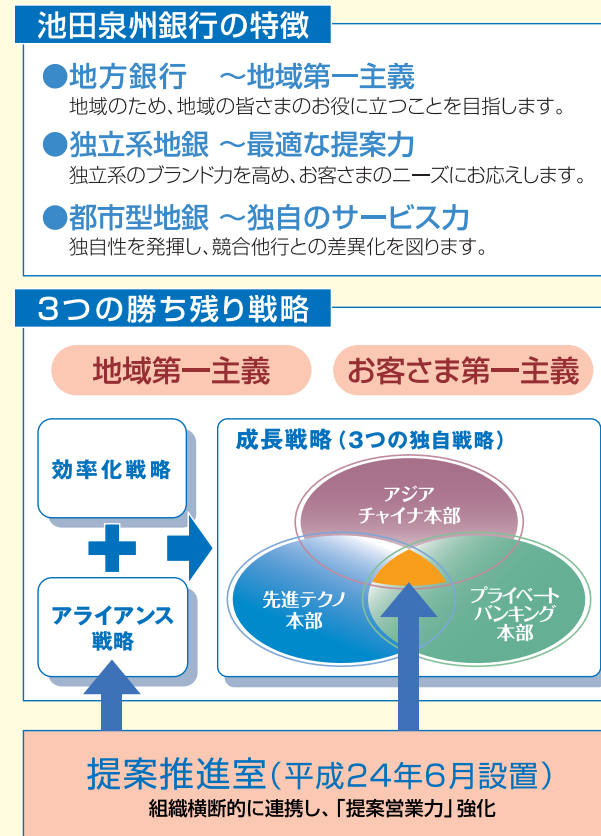 池田泉州銀行の特徴
●地方銀行　～地域第一主義
地域のため、地域の皆さまのお役に立つことを目指します。
●独立系地銀 ～最適な提案力
独立系のブランド力を高め、お客さまのニーズにお応えします。
●都市型地銀 ～独自のサービス力
独自性を発揮し、競合他行との差異化を図ります。
3つの勝ち残り戦略
地域第一主義
お客さま第一主義
効率化戦略
アライアンス
戦略
成長戦略（3つの独自戦略）
アジア
チャイナ本部
先進テクノ
本部
プライベート
バンキング
本部
提案推進室(平成24年6月設置)
組織横断的に連携し、「提案営業力」強化